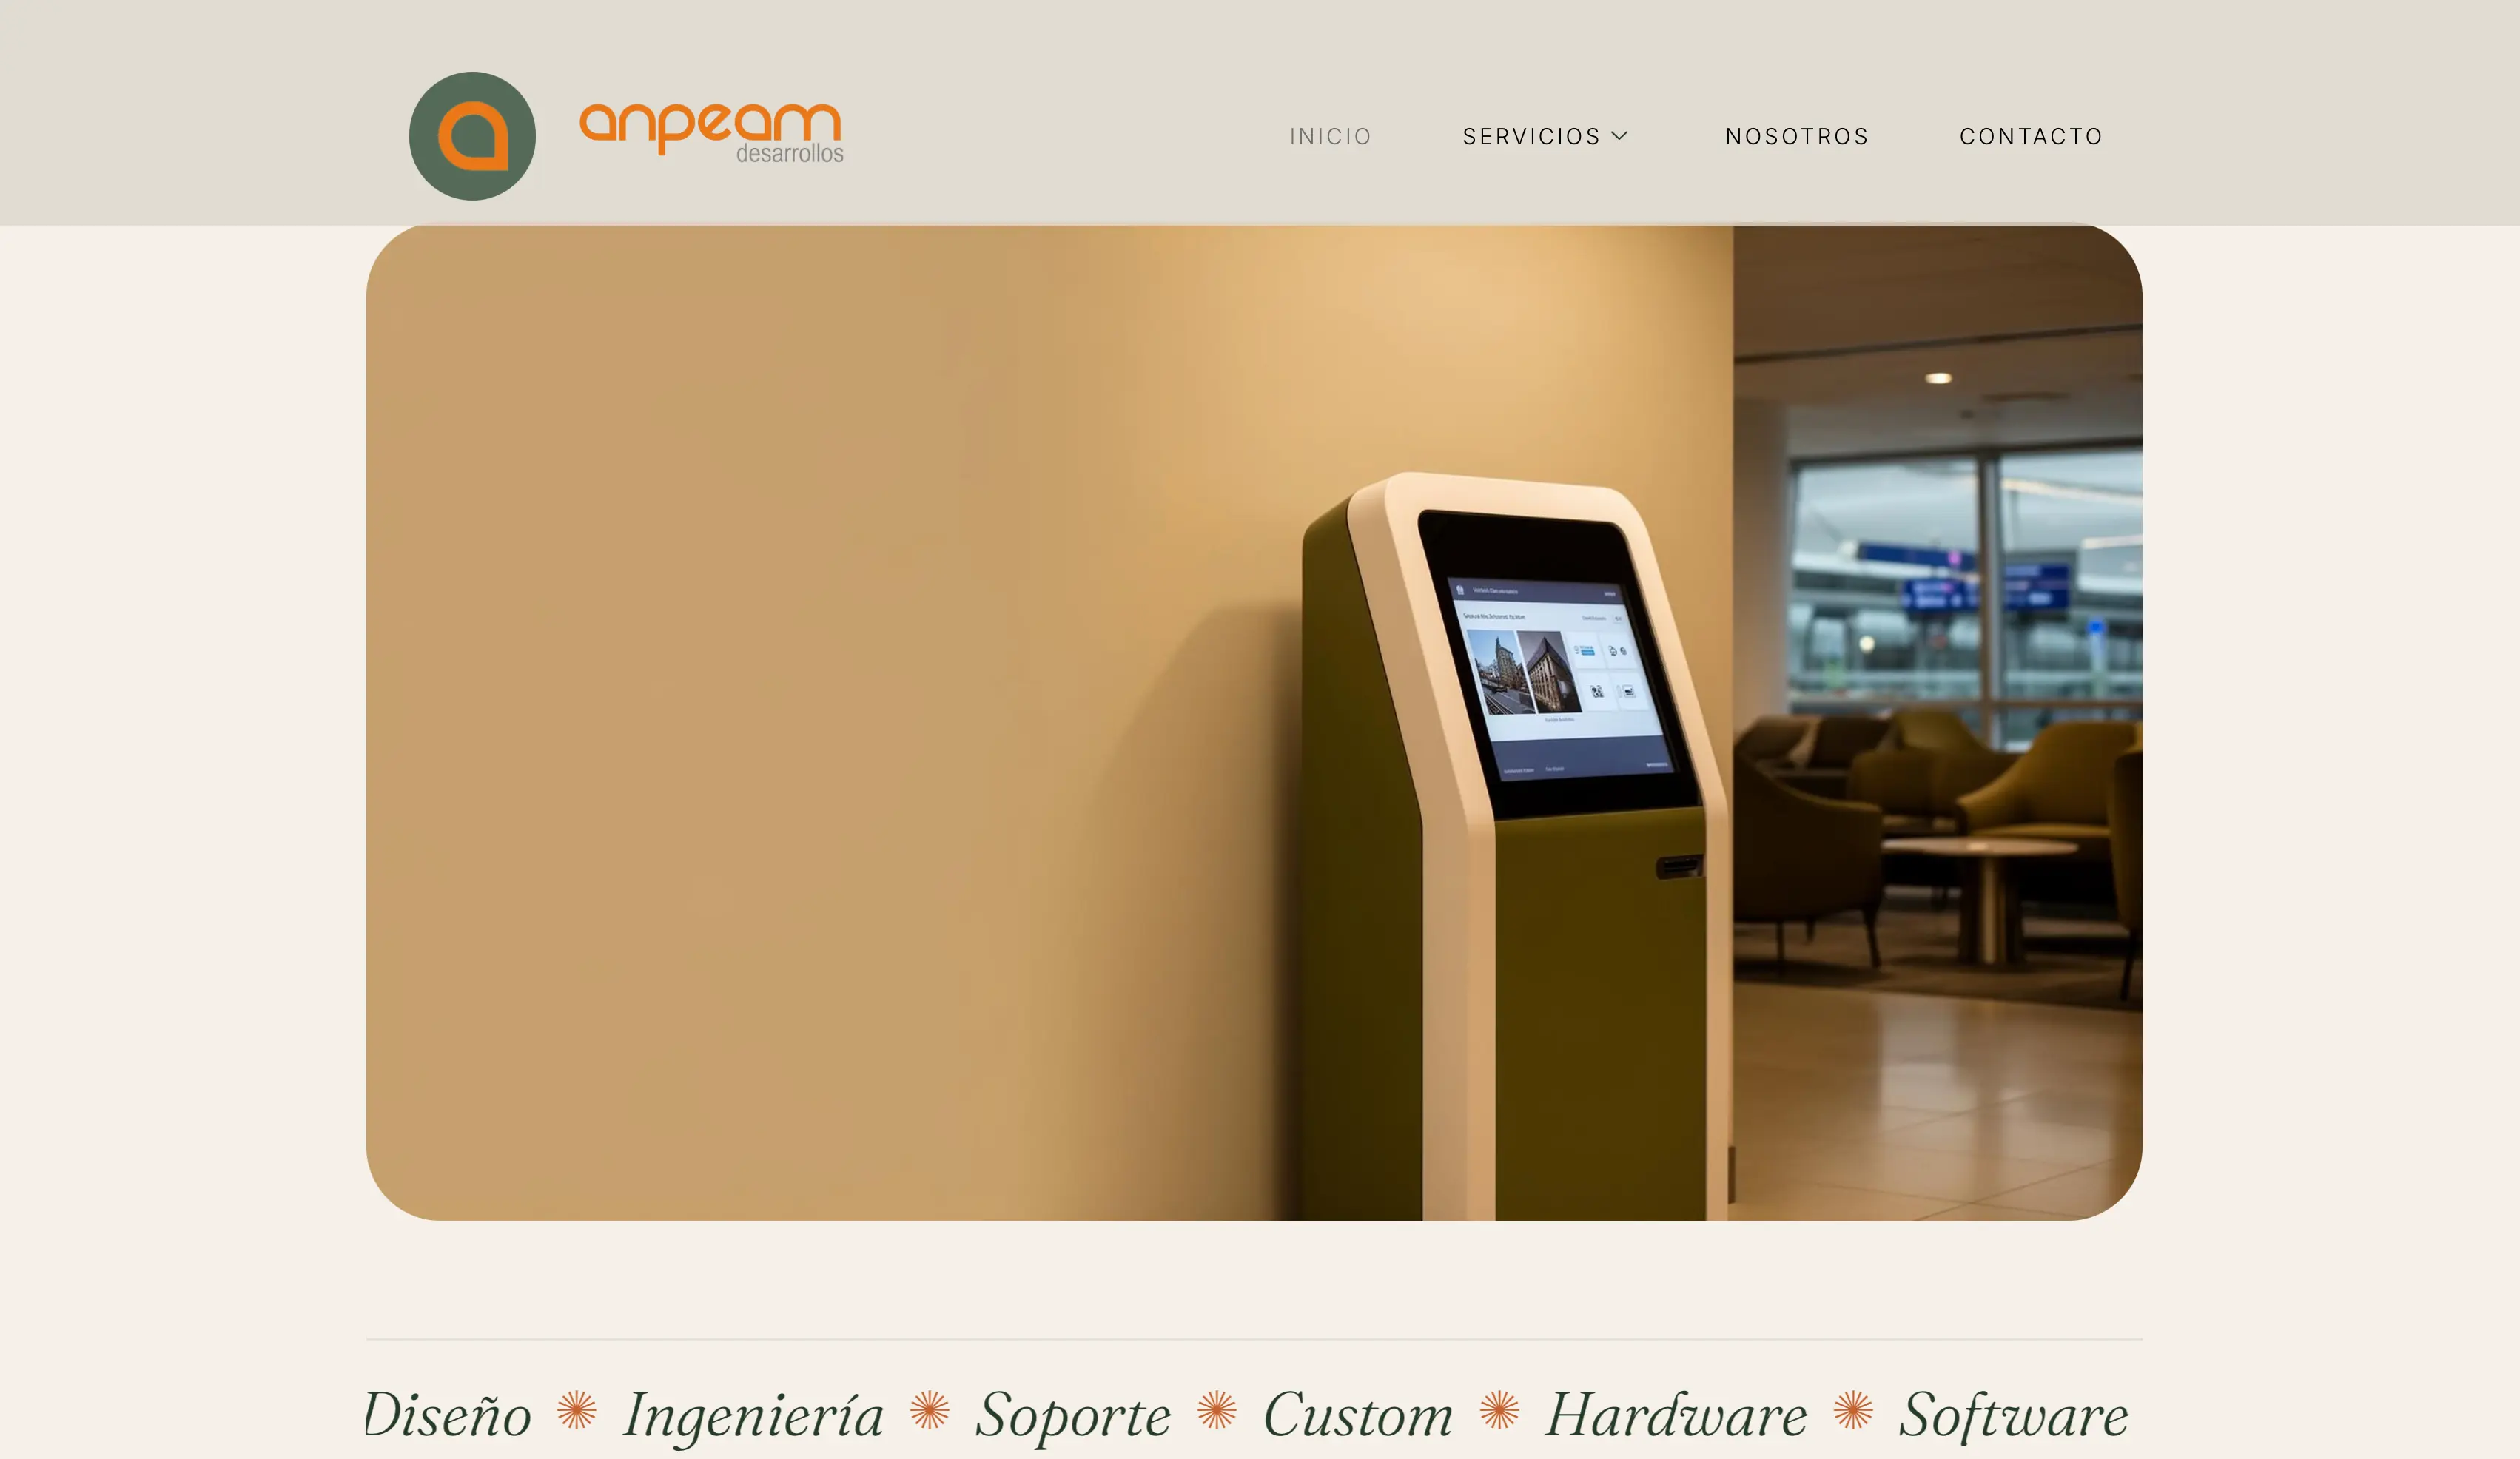 anpeam
desarrollos
INICIO SERVICIOS NOSOTROS CONTACTO
Diseño Ingeniería Soporte Custom Hardware Software